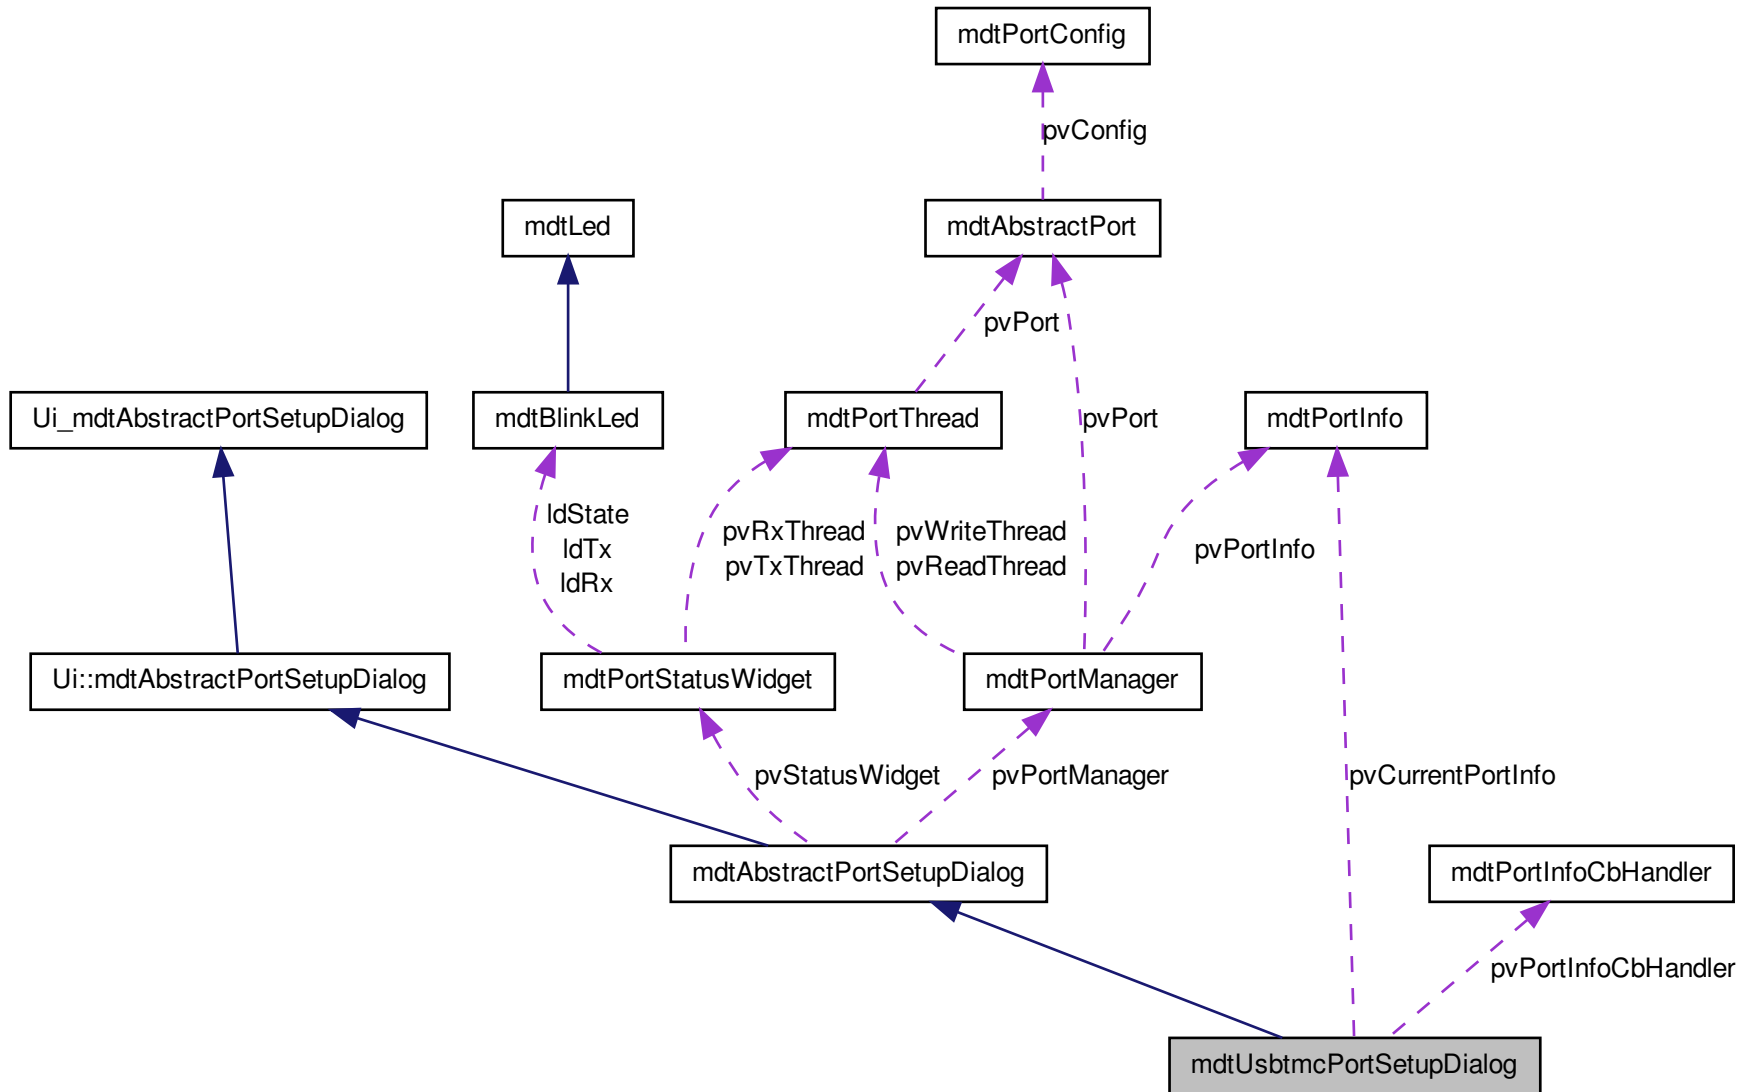 mdtPortConfig
pvConfig
mdtLed
mdtAbstractPort
pvPort
Ui_mdtAbstractPortSetupDialog
mdtBlinkLed
mdtPortThread
pvPort
mdtPortInfo
ldState
ldTx
ldRx
pvRxThread
pvTxThread
pvWriteThread
pvReadThread
pvPortInfo
Ui::mdtAbstractPortSetupDialog
mdtPortStatusWidget
mdtPortManager
pvStatusWidget
pvPortManager
pvCurrentPortInfo
mdtAbstractPortSetupDialog
mdtPortInfoCbHandler
pvPortInfoCbHandler
mdtUsbtmcPortSetupDialog